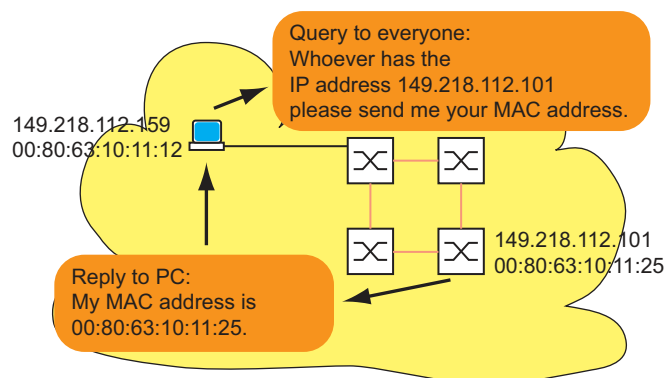 Query to everyone:
Whoever has the
IP address 149.218.112.101
please send me your MAC address.
149.218.112.159
00:80:63:10:11:12
149.218.112.101
00:80:63:10:11:25
Reply to PC:
My MAC address is
00:80:63:10:11:25.